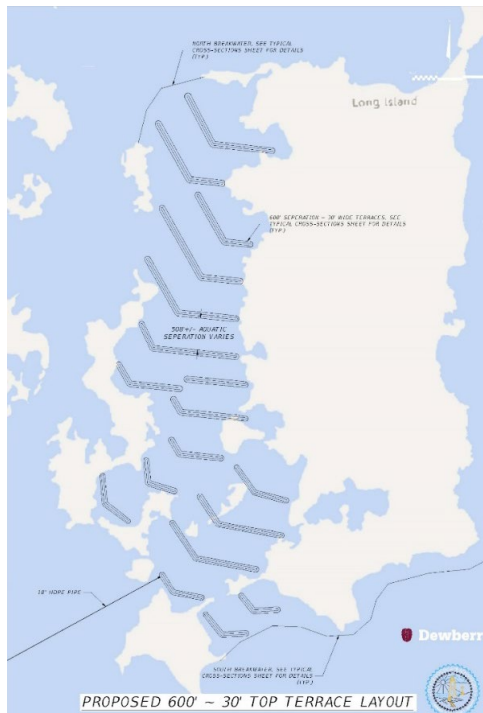 NORTH BREAKWATER, SEE TYPICAL
CROSS-SECTIONS SHEET FOR DETAILS
(TYP.)
Long Island
600' SEPERATION ~ 30' WIDE TERRACES, SEE
TYPICAL CROSS-SECTIONS SHEET FOR DETAILS
(TYP.)
500'+/- AQUATIC
SEPERATION VARIES
18" HDPE PIPE
Dewberr
SOUTH BREAKWATER, SEE TYPICAL
CROSS-SECTIONS SHEET FOR DETAILS
(TYP.)
PROPOSED 600' ~ 30' TOP TERRACE LAYOUT